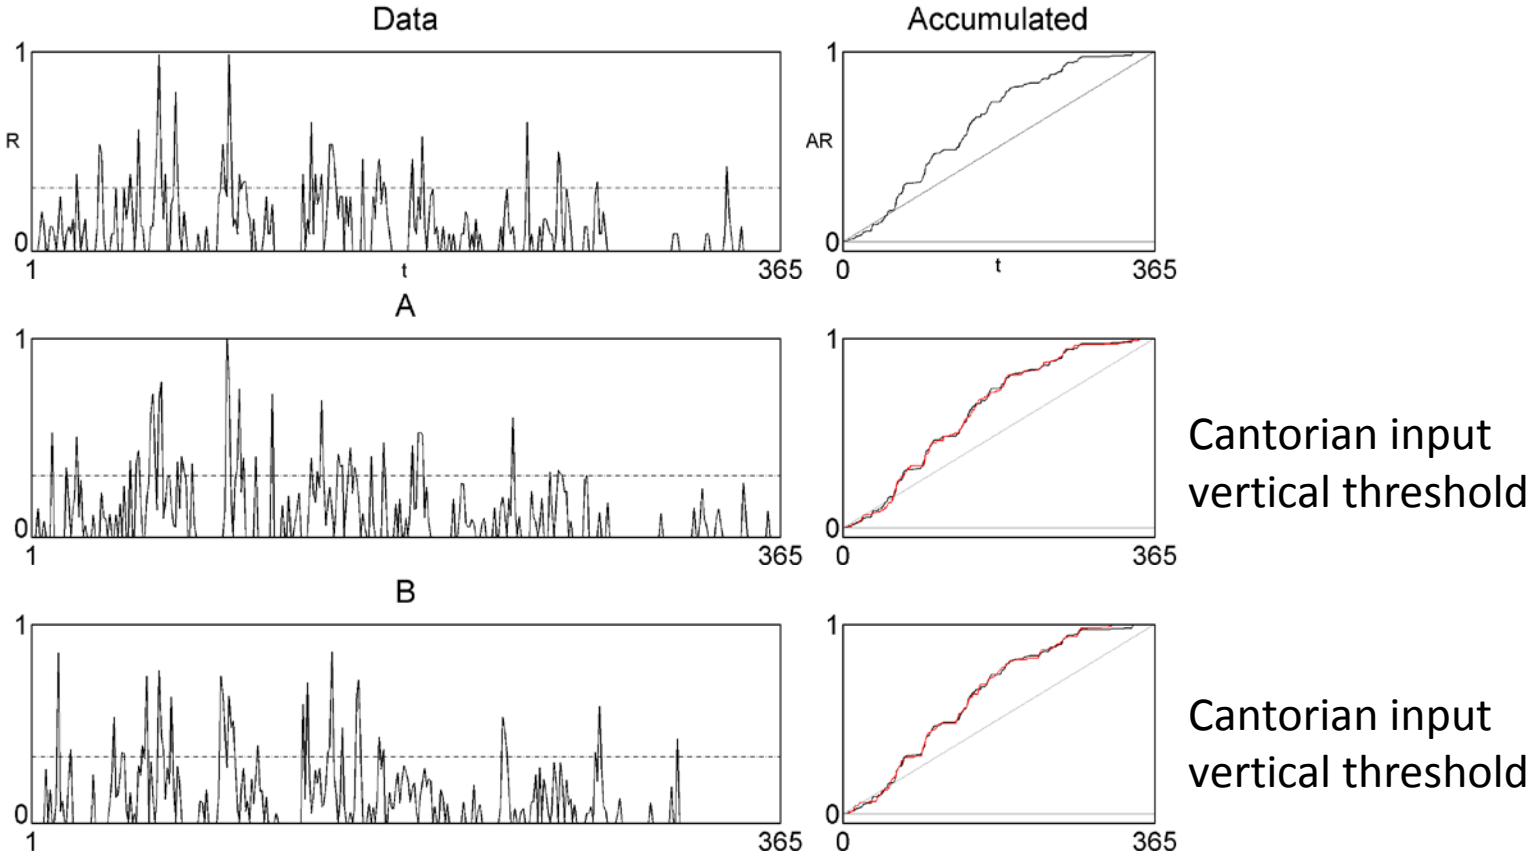 Data
Accumulated
1
R
0
1
t
365
1
AR
0
0
t
365
A
1
0
1
365
1
0
0
365
Cantorian input
vertical threshold
B
1
0
1
365
1
0
0
365
Cantorian input
vertical threshold